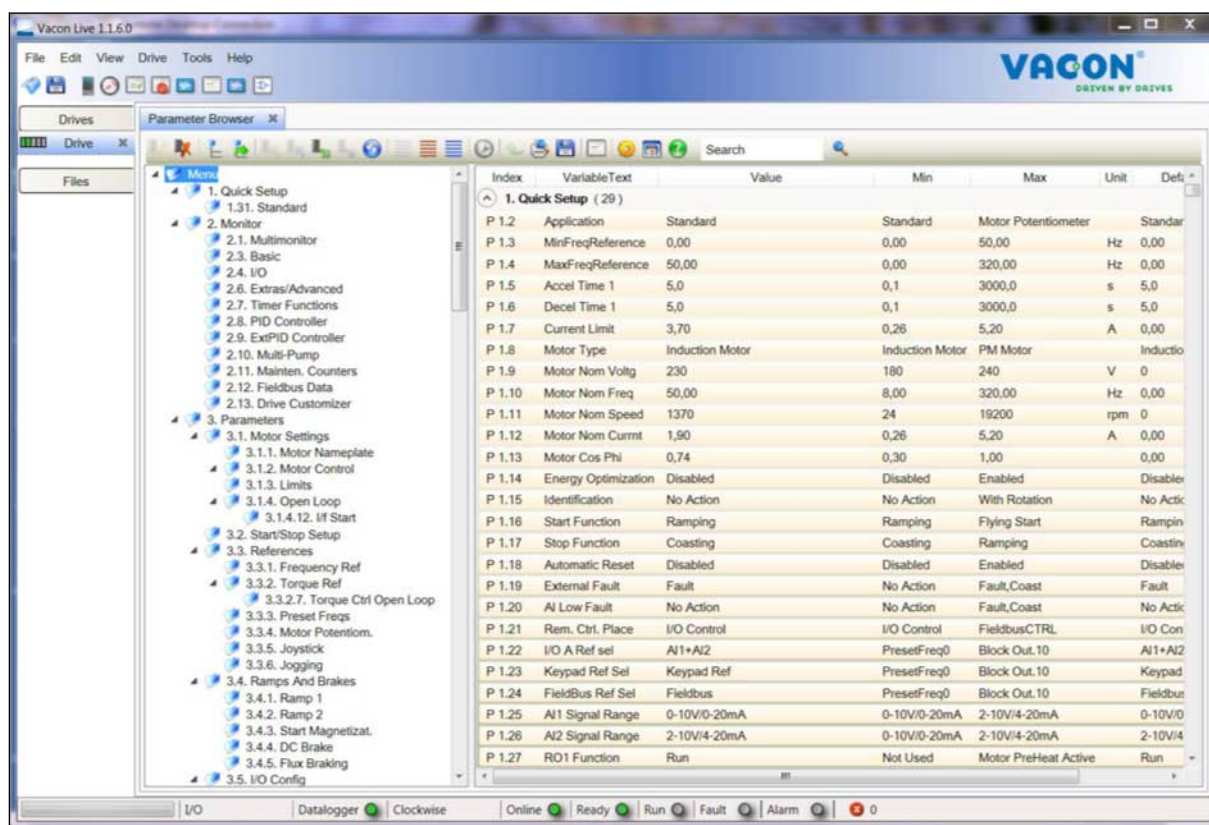 Vacon Live 1.1.6.0
File Edit View Drive Tools Help
VACON®
DRIVEN BY DRIVES
Drives
Drive
Files
Parameter Browser
Search
Menu
1. Quick Setup
1.31. Standard
2. Monitor
2.1. Multimonitor
2.3. Basic
2.4. I/O
2.6. Extras/Advanced
2.7. Timer Functions
2.8. PID Controller
2.9. ExtPID Controller
2.10. Multi-Pump
2.11. Mainten. Counters
2.12. Fieldbus Data
2.13. Drive Customizer
3. Parameters
3.1. Motor Settings
3.1.1. Motor Nameplate
3.1.2. Motor Control
3.1.3. Limits
3.1.4. Open Loop
3.1.4.12. I/f Start
3.2. Start/Stop Setup
3.3. References
3.3.1. Frequency Ref
3.3.2. Torque Ref
3.3.2.7. Torque Ctrl Open Loop
3.3.3. Preset Freqs
3.3.4. Motor Potentiom.
3.3.5. Joystick
3.3.6. Jogging
3.4. Ramps And Brakes
3.4.1. Ramp 1
3.4.2. Ramp 2
3.4.3. Start Magnetizat.
3.4.4. DC Brake
3.4.5. Flux Braking
3.5. I/O Config
Index VariableText Value Min Max Unit Defa
1. Quick Setup (29)
P 1.2 Application Standard Standard Motor Potentiometer Standar
P 1.3 MinFreqReference 0,00 0,00 50,00 Hz 0,00
P 1.4 MaxFreqReference 50,00 0,00 320,00 Hz 0,00
P 1.5 Accel Time 1 5,0 0,1 3000,0 s 5,0
P 1.6 Decel Time 1 5,0 0,1 3000,0 s 5,0
P 1.7 Current Limit 3,70 0,26 5,20 A 0,00
P 1.8 Motor Type Induction Motor Induction Motor PM Motor Inductio
P 1.9 Motor Nom Voltg 230 180 240 V 0
P 1.10 Motor Nom Freq 50,00 8,00 320,00 Hz 0,00
P 1.11 Motor Nom Speed 1370 24 19200 rpm 0
P 1.12 Motor Nom Currnt 1,90 0,26 5,20 A 0,00
P 1.13 Motor Cos Phi 0,74 0,30 1,00 0,00
P 1.14 Energy Optimization Disabled Disabled Enabled Disable
P 1.15 Identification No Action No Action With Rotation No Actic
P 1.16 Start Function Ramping Ramping Flying Start Rampin
P 1.17 Stop Function Coasting Coasting Ramping Coastin
P 1.18 Automatic Reset Disabled Disabled Enabled Disable
P 1.19 External Fault Fault No Action Fault,Coast Fault
P 1.20 AI Low Fault No Action No Action Fault,Coast No Actic
P 1.21 Rem. Ctrl. Place I/O Control I/O Control FieldbusCTRL I/O Con
P 1.22 I/O A Ref sel AI1+AI2 PresetFreq0 Block Out.10 AI1+AI2
P 1.23 Keypad Ref Sel Keypad Ref PresetFreq0 Block Out.10 Keypad
P 1.24 FieldBus Ref Sel Fieldbus PresetFreq0 Block Out.10 Fieldbus
P 1.25 AI1 Signal Range 0-10V/0-20mA 0-10V/0-20mA 2-10V/4-20mA 0-10V/0
P 1.26 AI2 Signal Range 2-10V/4-20mA 0-10V/0-20mA 2-10V/4-20mA 2-10V/4
P 1.27 RO1 Function Run Not Used Motor PreHeat Active Run
I/O Datalogger Clockwise Online Ready Run Fault Alarm 0